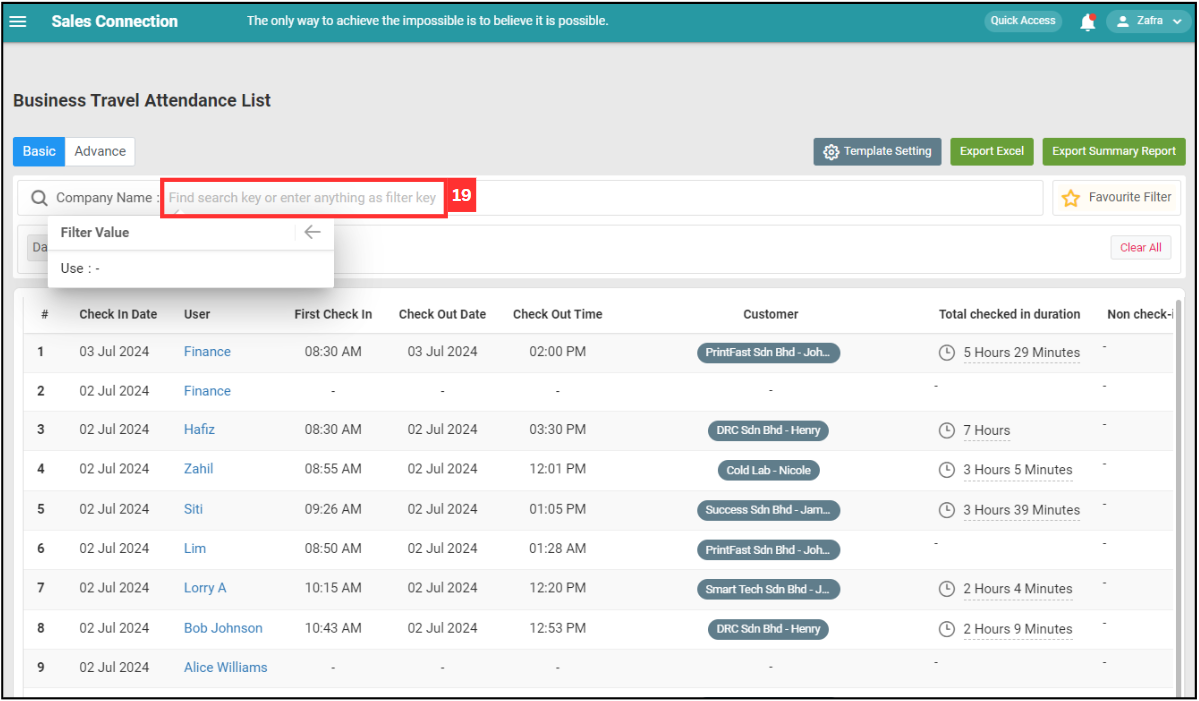 Sales Connection The only way to achieve the impossible is to believe it is possible. Quick Access Zafra
Business Travel Attendance List
Basic Advance Template Setting Export Excel Export Summary Report
Company Name : Find search key or enter anything as filter key 19 Favourite Filter
Filter Value
Da Clear All
Use : -
# Check In Date User First Check In Check Out Date Check Out Time Customer Total checked in duration Non check-i
1 03 Jul 2024 Finance 08:30 AM 03 Jul 2024 02:00 PM PrintFast Sdn Bhd - Joh... 5 Hours 29 Minutes -
2 02 Jul 2024 Finance - - - - - -
3 02 Jul 2024 Hafiz 08:30 AM 02 Jul 2024 03:30 PM DRC Sdn Bhd - Henry 7 Hours -
4 02 Jul 2024 Zahil 08:55 AM 02 Jul 2024 12:01 PM Cold Lab - Nicole 3 Hours 5 Minutes -
5 02 Jul 2024 Siti 09:26 AM 02 Jul 2024 01:05 PM Success Sdn Bhd - Jam... 3 Hours 39 Minutes -
6 02 Jul 2024 Lim 08:50 AM 02 Jul 2024 01:28 AM PrintFast Sdn Bhd - Joh... - -
7 02 Jul 2024 Lorry A 10:15 AM 02 Jul 2024 12:20 PM Smart Tech Sdn Bhd - J... 2 Hours 4 Minutes -
8 02 Jul 2024 Bob Johnson 10:43 AM 02 Jul 2024 12:53 PM DRC Sdn Bhd - Henry 2 Hours 9 Minutes -
9 02 Jul 2024 Alice Williams - - - - - -